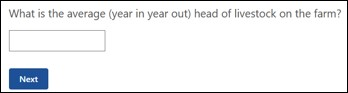 What is the average (year in year out) head of livestock on the farm?
Next